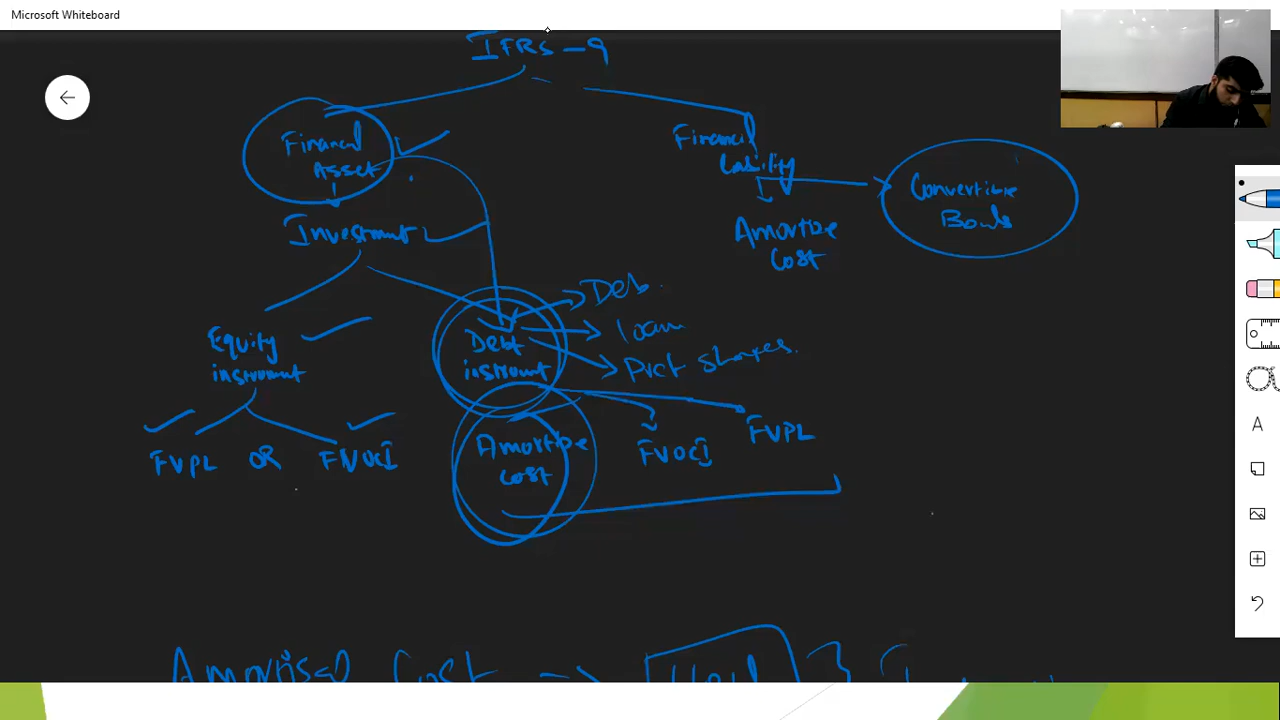 Microsoft Whiteboard
IFRS-9
Financial
Asset
Financial
Liability
Convertible
Bonds
Investment
Amortize
Cost
Deb.
loan
Pref shares.
Equity
instrument
Debt
instrumt
FVPL OR FVOCI
Amortize
Cost
FVOCI
FVPL
Amortised Cost →
A